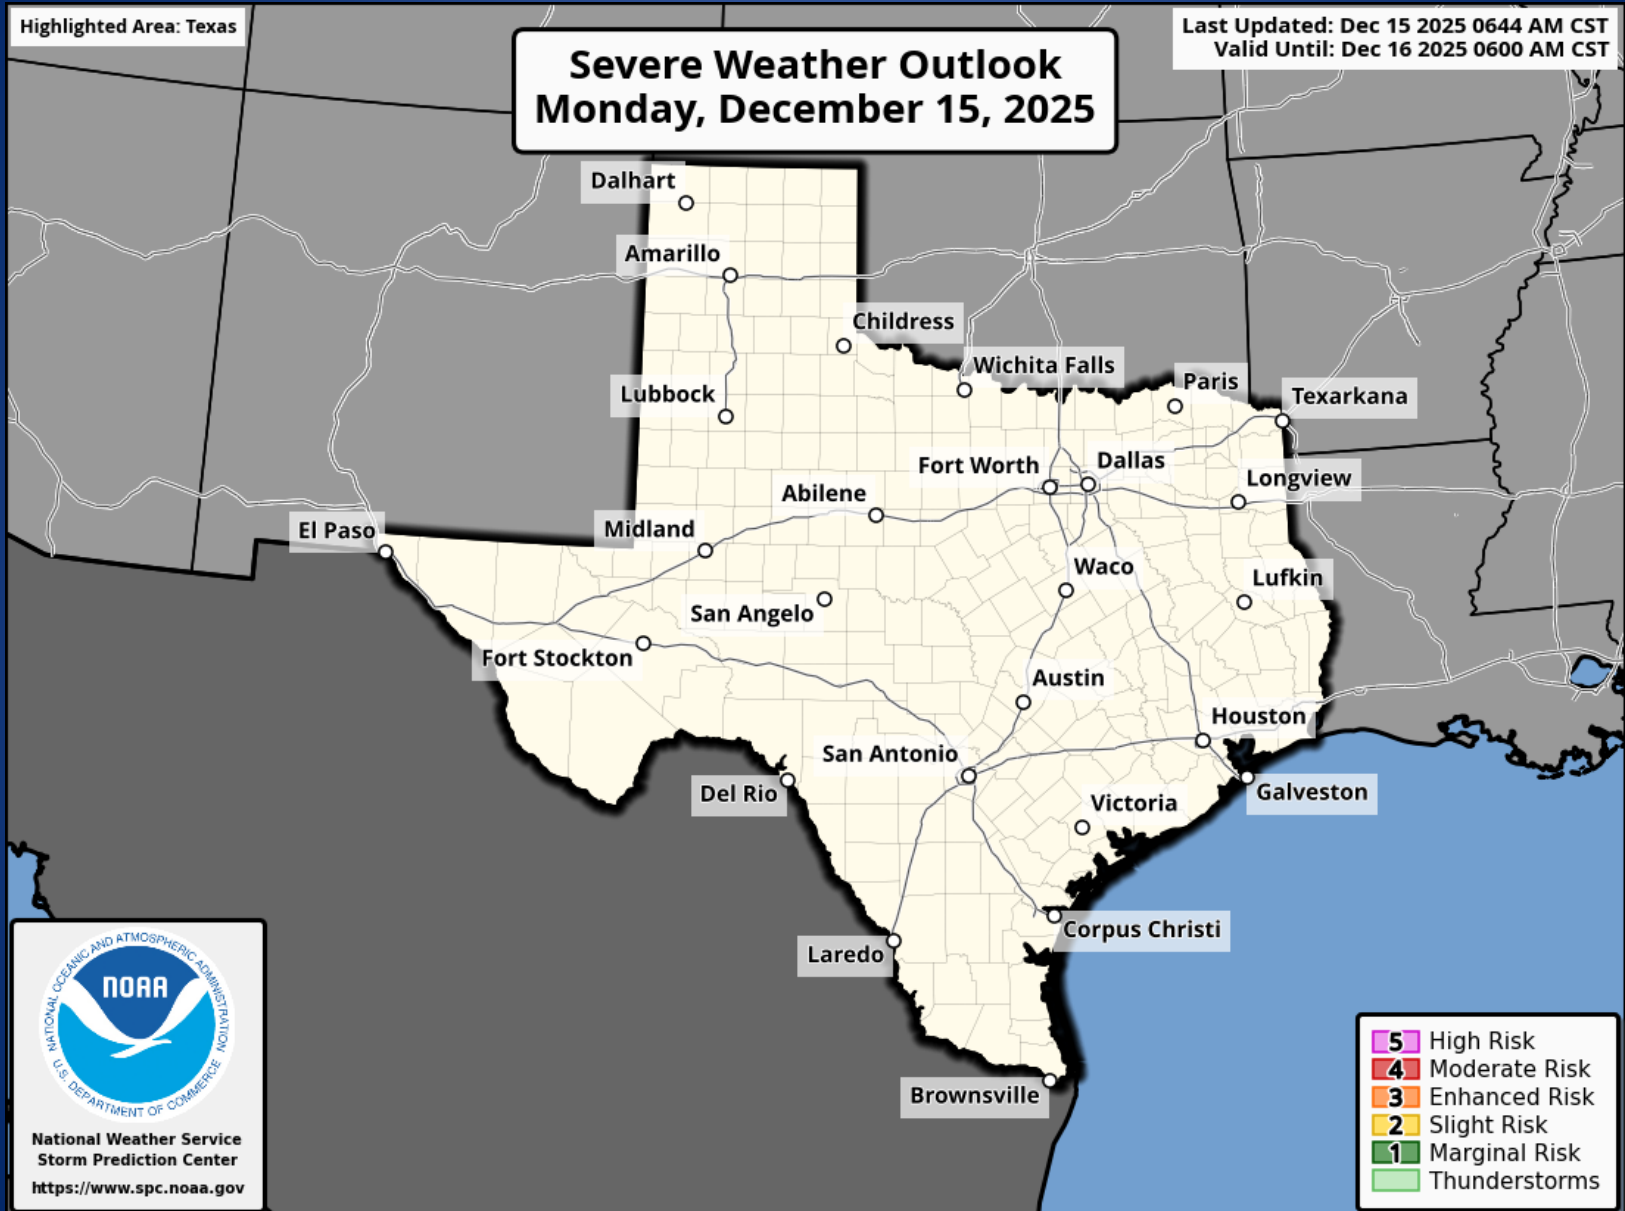 Highlighted Area: Texas
Severe Weather Outlook
Monday, December 15, 2025
Last Updated: Dec 15 2025 0644 AM CST
Valid Until: Dec 16 2025 0600 AM CST
Dalhart
Amarillo
Childress
Wichita Falls
Paris
Texarkana
Lubbock
Fort Worth
Dallas
Longview
Abilene
El Paso
Midland
Waco
Lufkin
San Angelo
Fort Stockton
Austin
Houston
San Antonio
Del Rio
Galveston
Victoria
Corpus Christi
Laredo
Brownsville
NATIONAL OCEANIC AND ATMOSPHERIC ADMINISTRATION
NOAA
U.S. DEPARTMENT OF COMMERCE
National Weather Service
Storm Prediction Center
https://www.spc.noaa.gov
5 High Risk
4 Moderate Risk
3 Enhanced Risk
2 Slight Risk
1 Marginal Risk
Thunderstorms